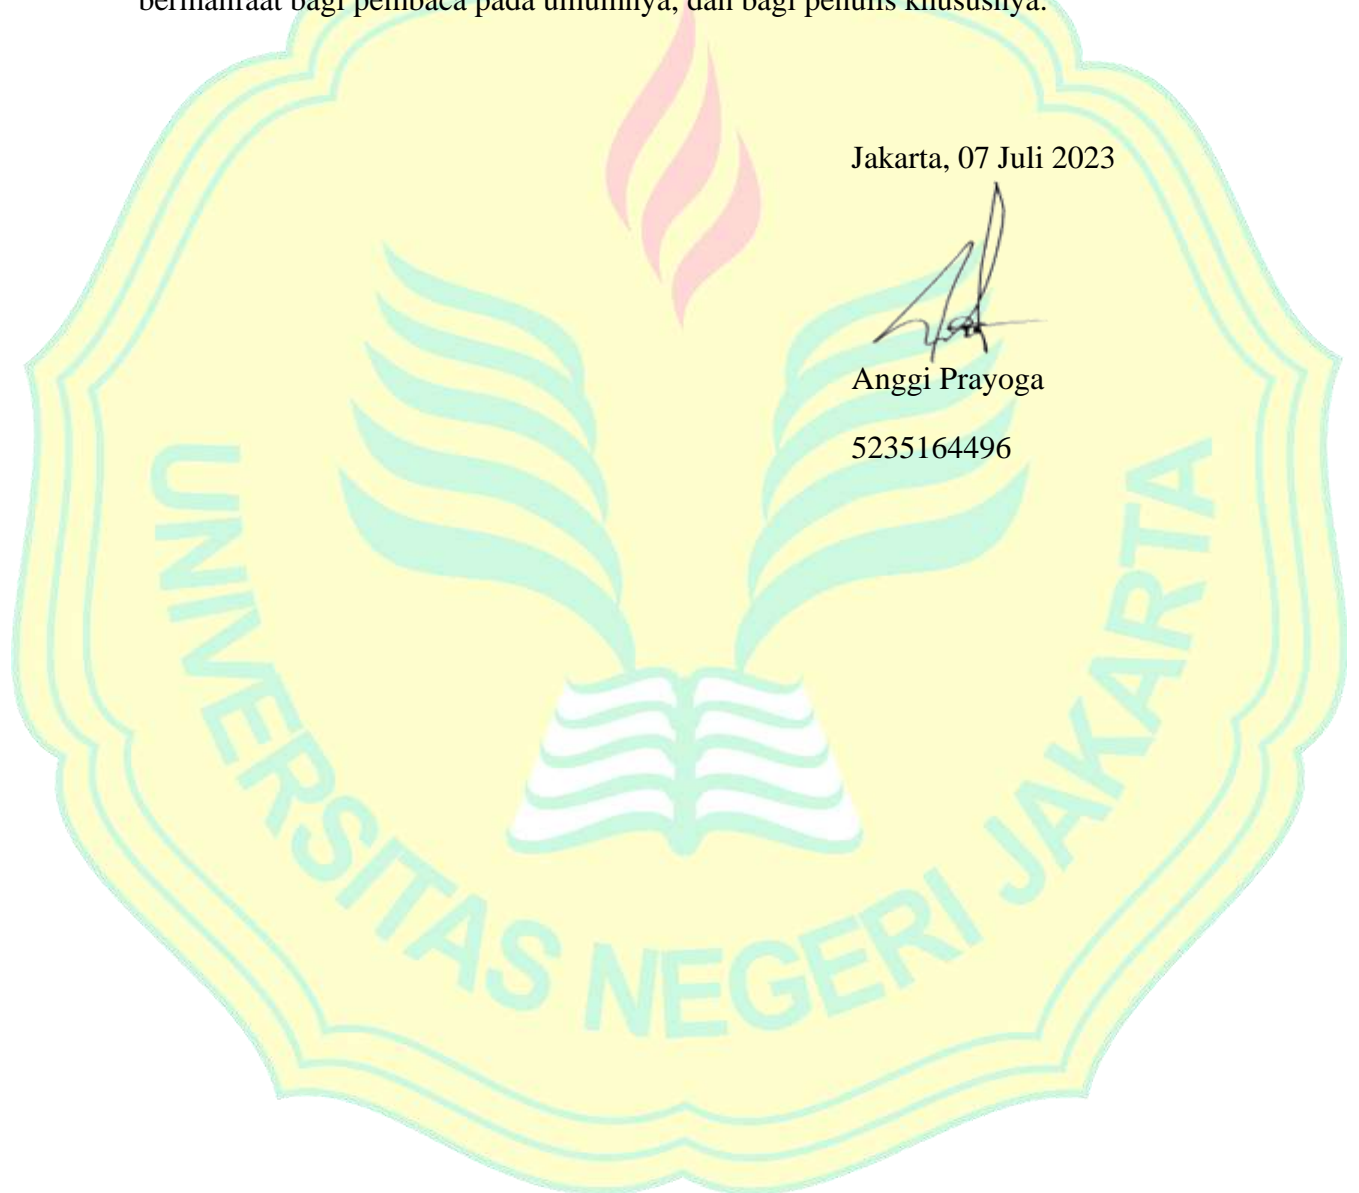 bermanfaat bagi pembaca pada umumnya, dan bagi penulis khususnya.
Jakarta, 07 Juli 2023
Anggi Prayoga
5235164496
UNIVERSITAS NEGERI JAKARTA